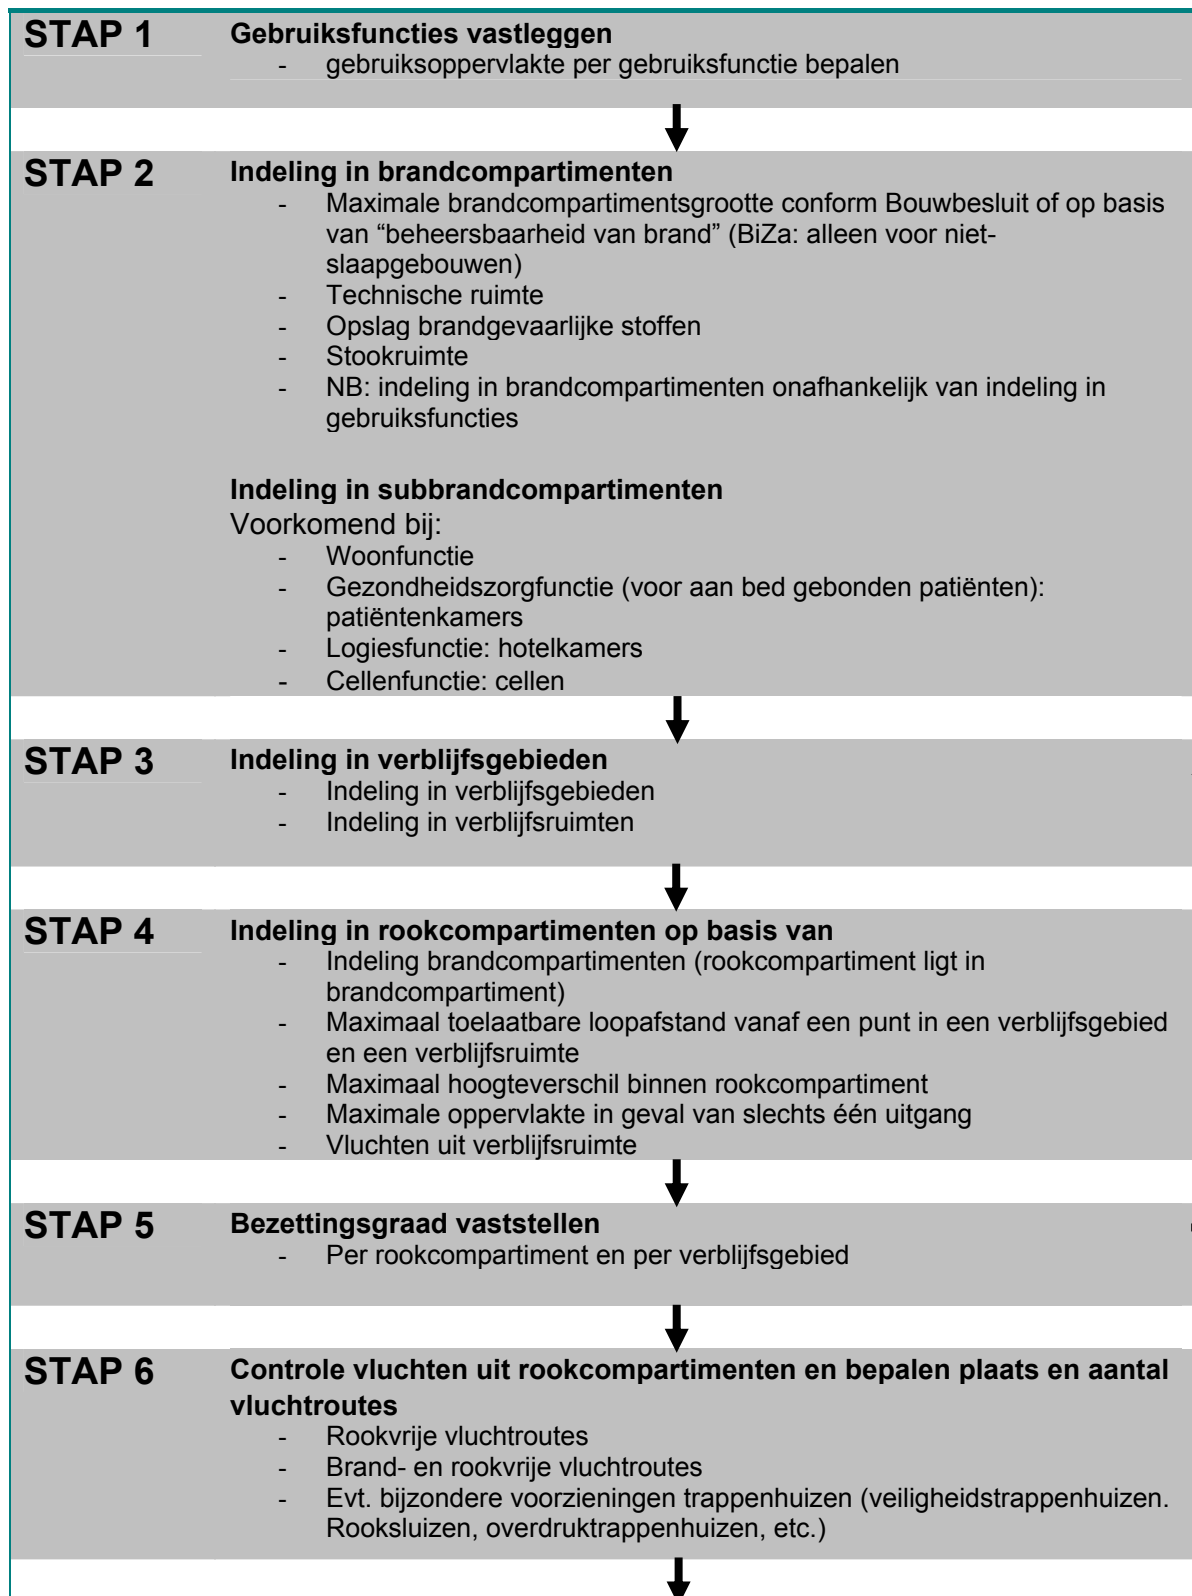 STAP 1
Gebruiksfuncties vastleggen
- gebruiksoppervlakte per gebruiksfunctie bepalen
STAP 2
Indeling in brandcompartimenten
- Maximale brandcompartimentsgrootte conform Bouwbesluit of op basis
van “beheersbaarheid van brand” (BiZa: alleen voor niet-
slaapgebouwen)
- Technische ruimte
- Opslag brandgevaarlijke stoffen
- Stookruimte
- NB: indeling in brandcompartimenten onafhankelijk van indeling in
gebruiksfuncties
Indeling in subbrandcompartimenten
Voorkomend bij:
- Woonfunctie
- Gezondheidszorgfunctie (voor aan bed gebonden patiënten):
patiëntenkamers
- Logiesfunctie: hotelkamers
- Cellenfunctie: cellen
STAP 3
Indeling in verblijfsgebieden
- Indeling in verblijfsgebieden
- Indeling in verblijfsruimten
STAP 4
Indeling in rookcompartimenten op basis van
- Indeling brandcompartimenten (rookcompartiment ligt in
brandcompartiment)
- Maximaal toelaatbare loopafstand vanaf een punt in een verblijfsgebied
en een verblijfsruimte
- Maximaal hoogteverschil binnen rookcompartiment
- Maximale oppervlakte in geval van slechts één uitgang
- Vluchten uit verblijfsruimte
STAP 5
Bezettingsgraad vaststellen
- Per rookcompartiment en per verblijfsgebied
STAP 6
Controle vluchten uit rookcompartimenten en bepalen plaats en aantal
vluchtroutes
- Rookvrije vluchtroutes
- Brand- en rookvrije vluchtroutes
- Evt. bijzondere voorzieningen trappenhuizen (veiligheidstrappenhuizen.
Rooksluizen, overdruktrappenhuizen, etc.)